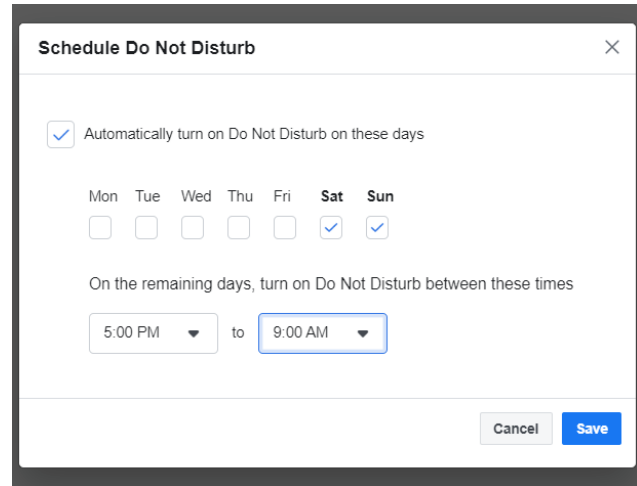 Schedule Do Not Disturb
Automatically turn on Do Not Disturb on these days
Mon Tue Wed Thu Fri Sat Sun
On the remaining days, turn on Do Not Disturb between these times
5:00 PM to 9:00 AM
Cancel Save